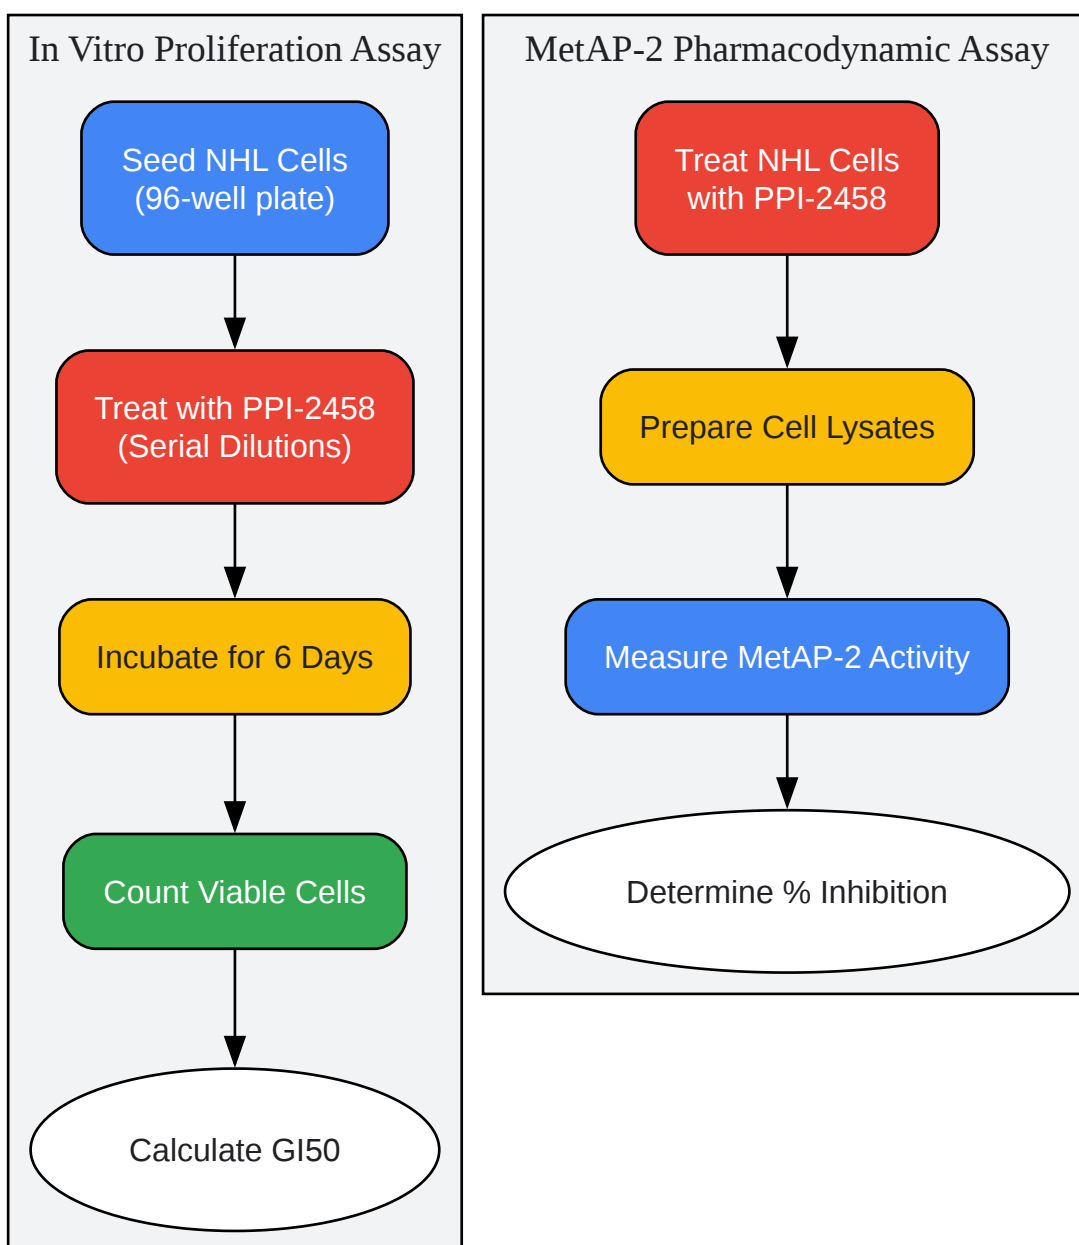 In Vitro Proliferation Assay
Seed NHL Cells
(96-well plate)
Treat with PPI-2458
(Serial Dilutions)
Incubate for 6 Days
Count Viable Cells
Calculate GI50
MetAP-2 Pharmacodynamic Assay
Treat NHL Cells
with PPI-2458
Prepare Cell Lysates
Measure MetAP-2 Activity
Determine % Inhibition